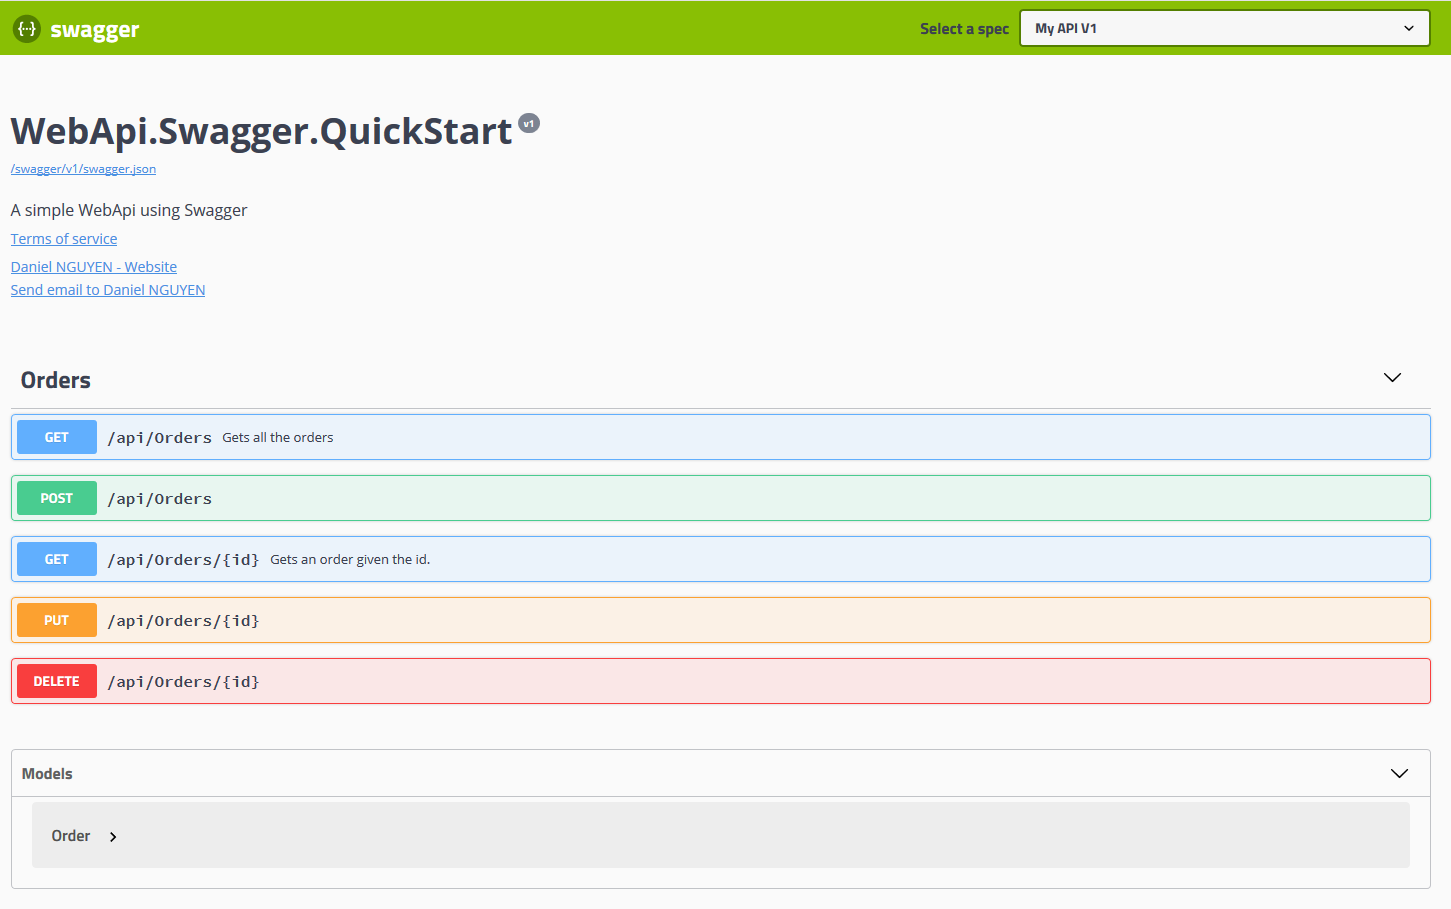 {··} swagger Select a spec My API V1
WebApi.Swagger.QuickStart v1
/swagger/v1/swagger.json
A simple WebApi using Swagger
Terms of service
Daniel NGUYEN - Website
Send email to Daniel NGUYEN
Orders
GET /api/Orders Gets all the orders
POST /api/Orders
GET /api/Orders/{id} Gets an order given the id.
PUT /api/Orders/{id}
DELETE /api/Orders/{id}
Models
Order